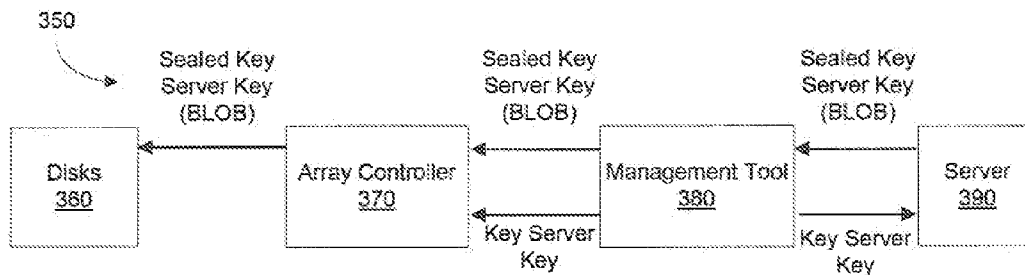 350
Sealed Key
Server Key
(BLOB)
Sealed Key
Server Key
(BLOB)
Sealed Key
Server Key
(BLOB)
Disks
360
Array Controller
370
Management Tool
380
Server
390
Key Server
Key
Key Server
Key